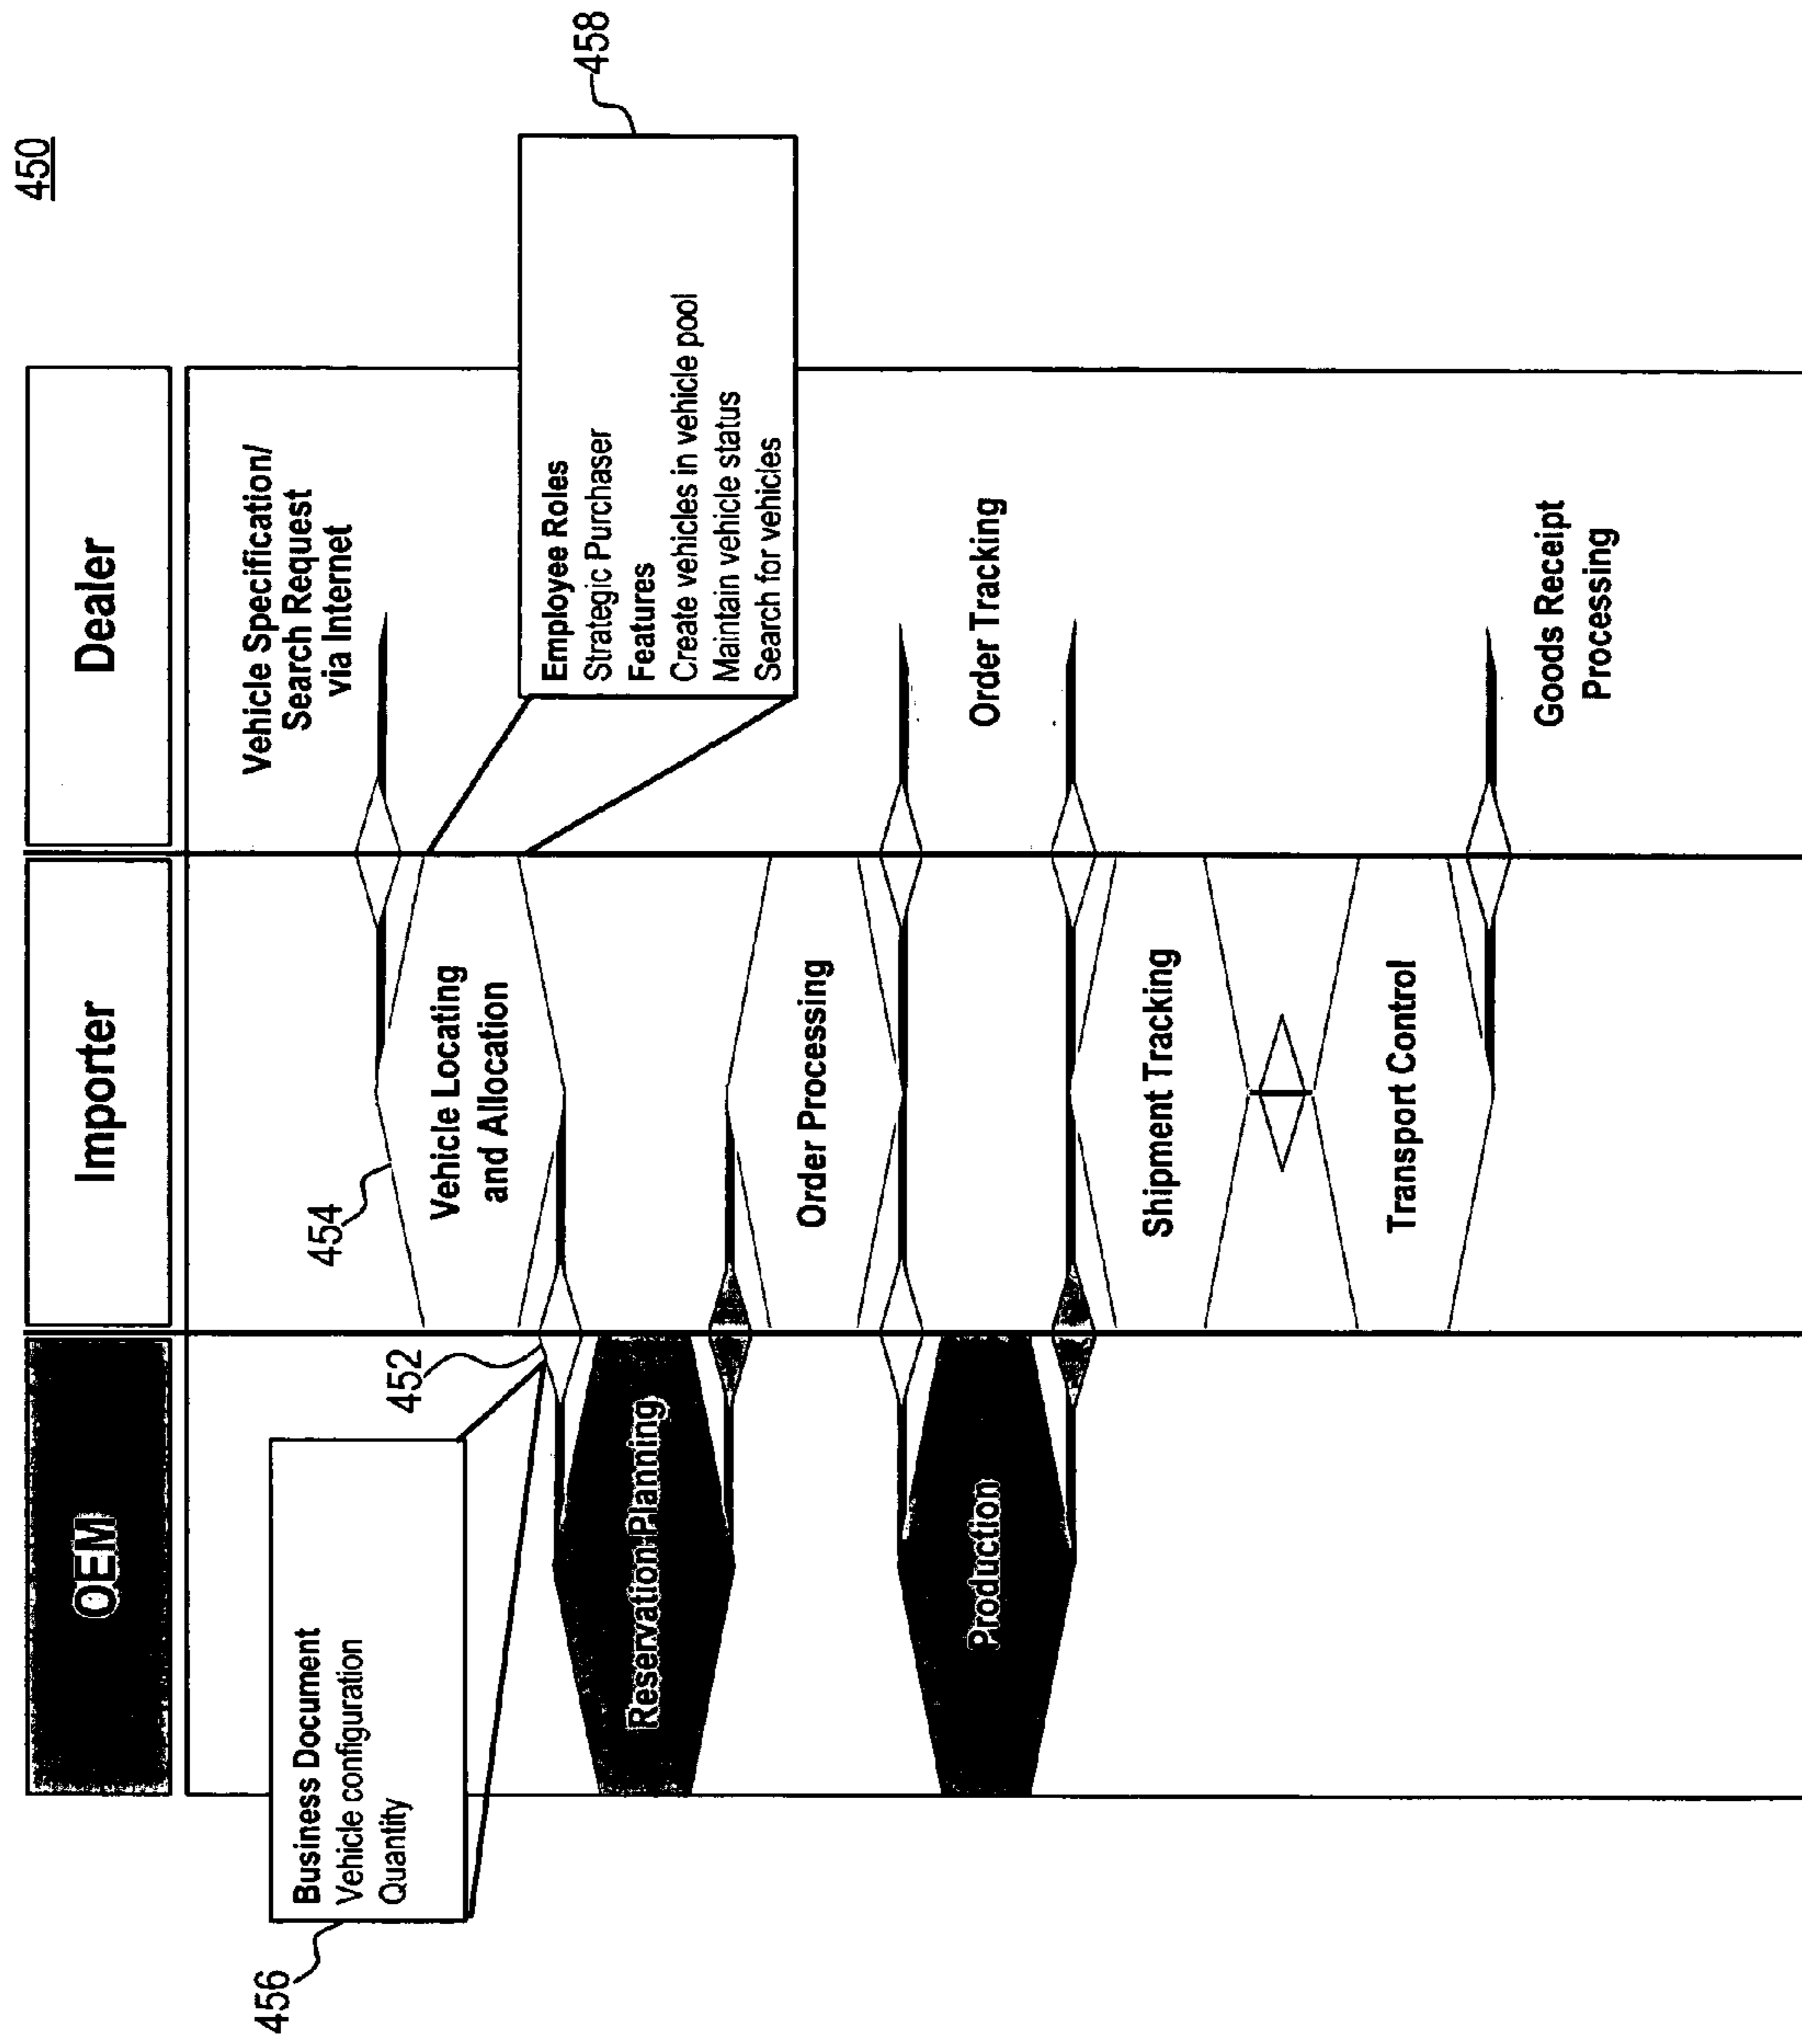 450
OEM
Importer
Dealer
Vehicle Specification/
Search Request
via Internet
454
Vehicle Locating
and Allocation
452
456
Business Document
Vehicle configuration
Quantity
458
Employee Roles
Strategic Purchaser
Features
Create vehicles in vehicle pool
Maintain vehicle status
Search for vehicles
Reservation Planning
Order Processing
Production
Order Tracking
Shipment Tracking
Transport Control
Goods Receipt
Processing